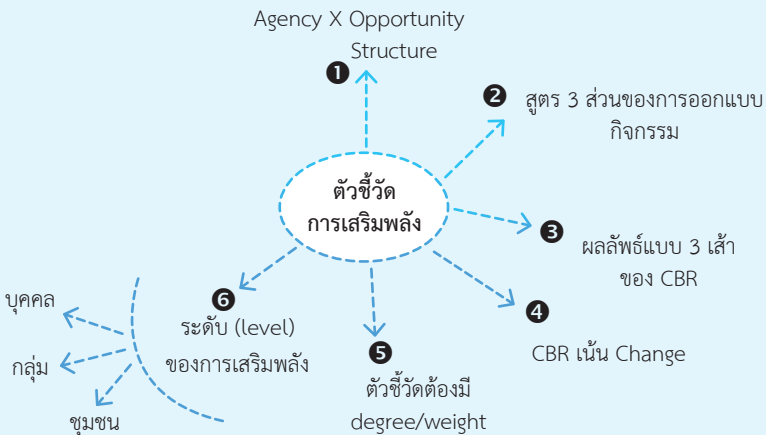 Agency X Opportunity
Structure
❶
❷
สูตร 3 ส่วนของการออกแบบ
กิจกรรม
ตัวชี้วัด
การเสริมพลัง
❸
ผลลัพธ์แบบ 3 เส้า
ของ CBR
❹
CBR เน้น Change
❺
ตัวชี้วัดต้องมี
degree/weight
❻
ระดับ (level)
ของการเสริมพลัง
บุคคล
กลุ่ม
ชุมชน